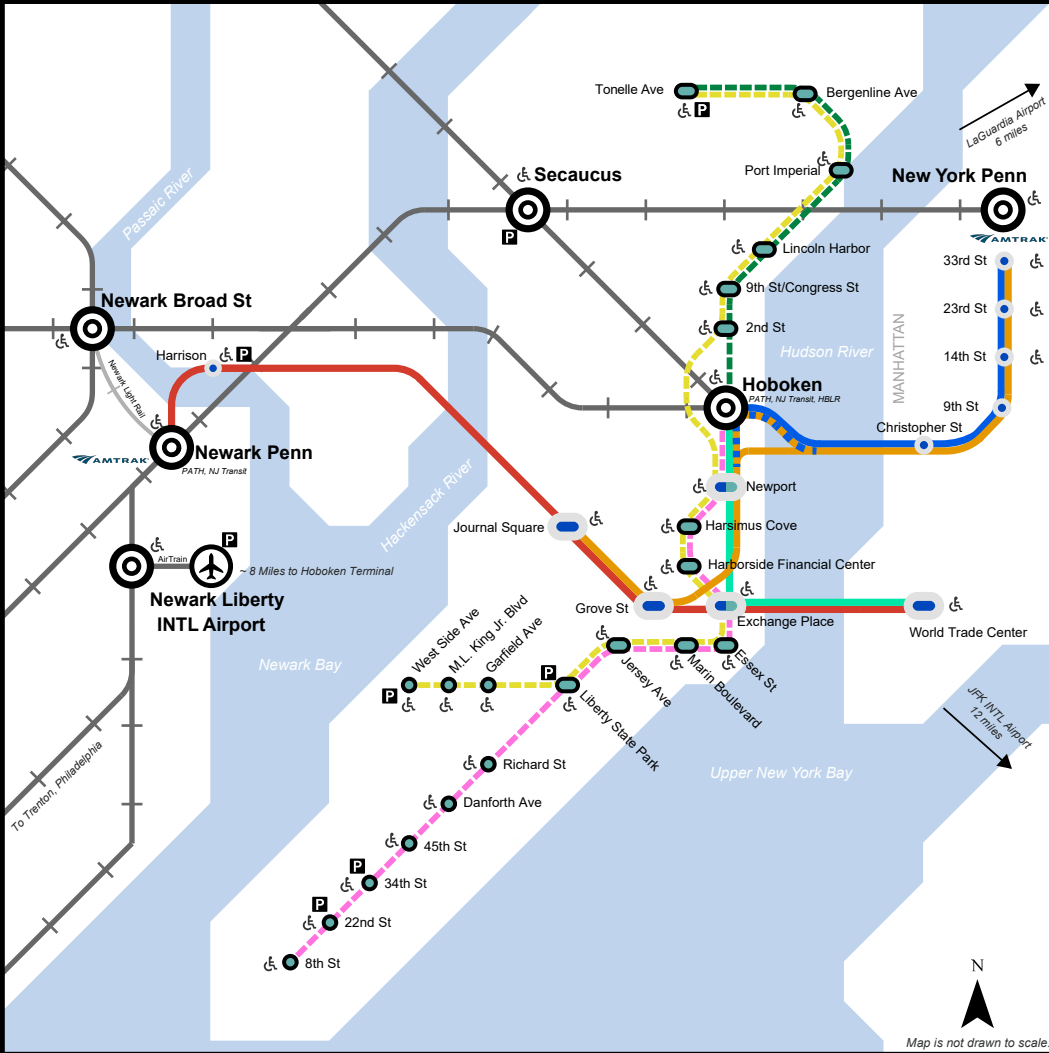 Tonelle Ave
P
Bergenline Ave
LaGuardia Airport
6 miles
Passaic River
Port Imperial
Secaucus
P
New York Penn
AMTRAK
Lincoln Harbor
33rd St
9th St/Congress St
23rd St
Newark Broad St
2nd St
MANHATTAN
Hudson River
Harrison
P
14th St
Newark Light Rail
Hoboken
PATH, NJ Transit, HBLR
9th St
Christopher St
Newark Penn
AMTRAK
PATH, NJ Transit
Newport
Hackensack River
Journal Square
Harsimus Cove
P
AirTrain
~ 8 Miles to Hoboken Terminal
Harborside Financial Center
Newark Liberty
INTL Airport
Grove St
Exchange Place
World Trade Center
West Side Ave
M.L. King Jr. Blvd
Garfield Ave
Newark Bay
P
P
Jersey Ave
Marin Boulevard
Essex St
Liberty State Park
JFK INTL Airport
12 miles
Richard St
Upper New York Bay
To Trenton, Philadelphia
Danforth Ave
45th St
P
34th St
P
22nd St
8th St
N
Map is not drawn to scale.